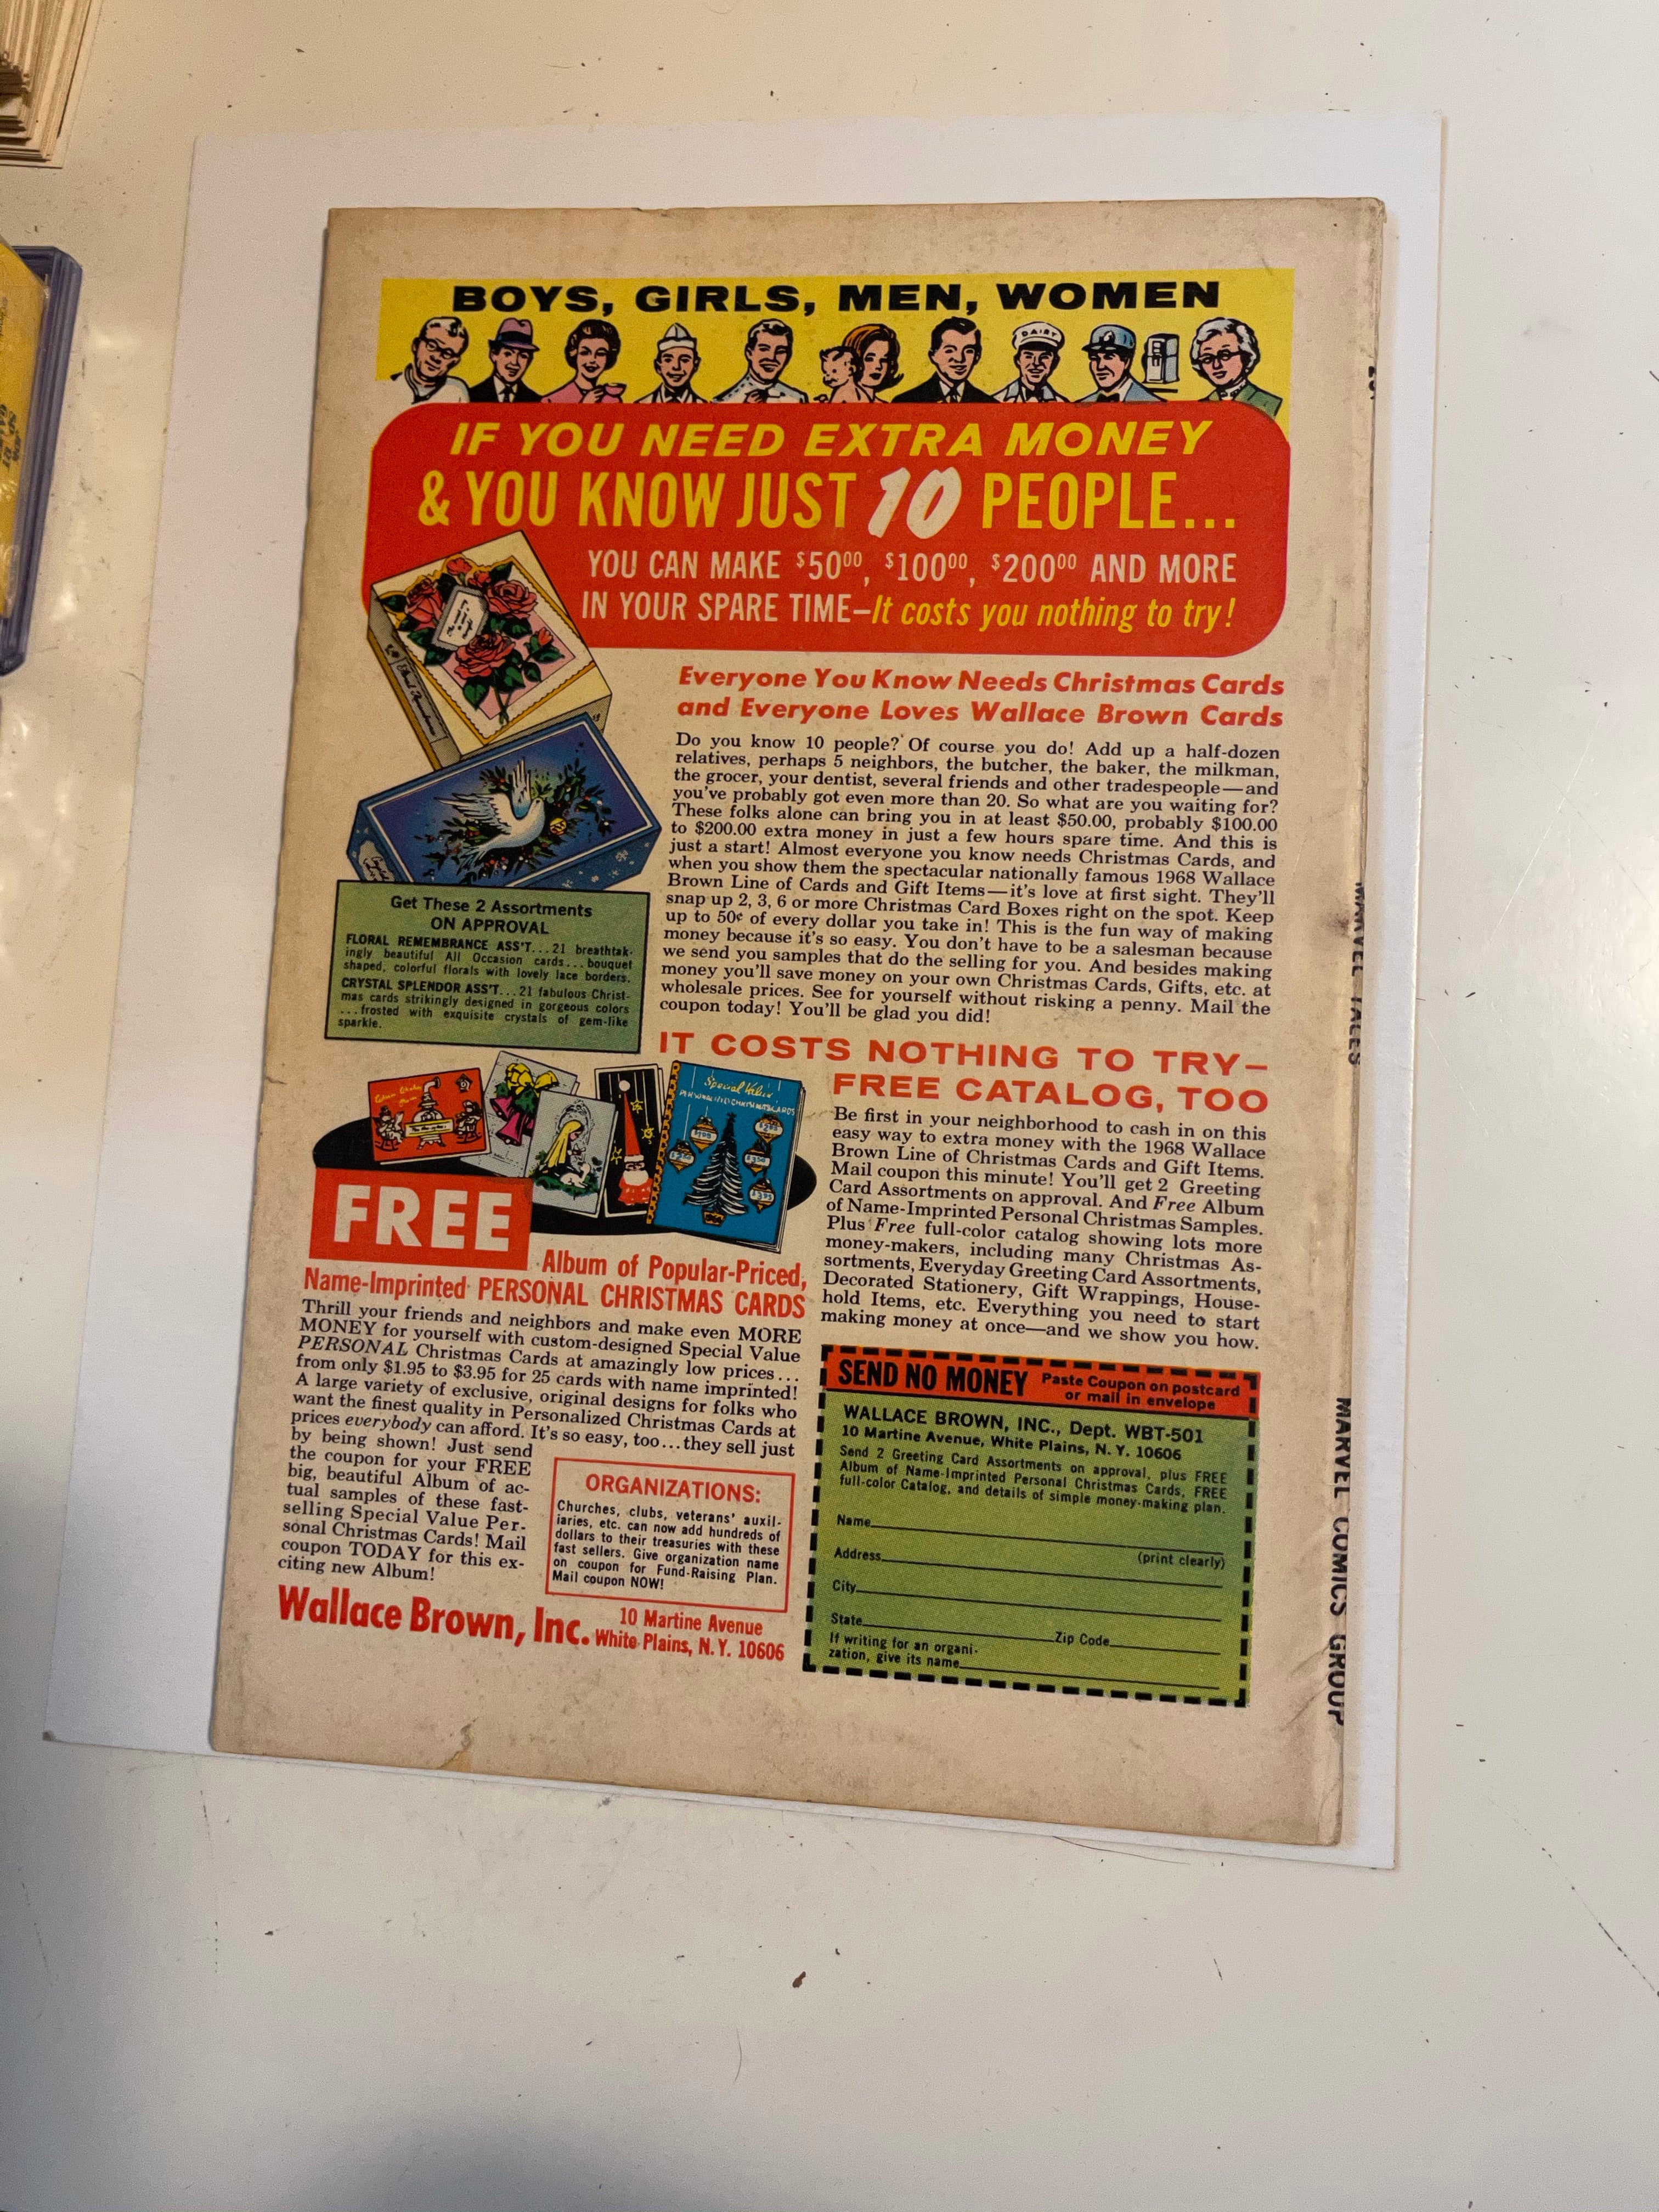 BOYS, GIRLS, MEN, WOMEN
DAIRY
IF YOU NEED EXTRA MONEY
& YOU KNOW JUST 10 PEOPLE...
YOU CAN MAKE $50⁰⁰, $100⁰⁰, $200⁰⁰ AND MORE
IN YOUR SPARE TIME—It costs you nothing to try!
Everyone You Know Needs Christmas Cards
and Everyone Loves Wallace Brown Cards
Do you know 10 people? Of course you do! Add up a half-dozen
relatives, perhaps 5 neighbors, the butcher, the baker, the milkman,
the grocer, your dentist, several friends and other tradespeople—and
you've probably got even more than 20. So what are you waiting for?
These folks alone can bring you in at least $50.00, probably $100.00
to $200.00 extra money in just a few hours spare time. And this is
just a start! Almost everyone you know needs Christmas Cards, and
when you show them the spectacular nationally famous 1968 Wallace
Brown Line of Cards and Gift Items—it's love at first sight. They'll
snap up 2, 3, 6 or more Christmas Card Boxes right on the spot. Keep
up to 50¢ of every dollar you take in! This is the fun way of making
money because it's so easy. You don't have to be a salesman because
we send you samples that do the selling for you. And besides making
money you'll save money on your own Christmas Cards, Gifts, etc. at
wholesale prices. See for yourself without risking a penny. Mail the
coupon today! You'll be glad you did!
Get These 2 Assortments
ON APPROVAL
FLORAL REMEMBRANCE ASS'T...21 breathtak-
ingly beautiful All Occasion cards...bouquet
shaped, colorful florals with lovely lace borders.
CRYSTAL SPLENDOR ASS'T...21 fabulous Christ-
mas cards strikingly designed in gorgeous colors
...frosted with exquisite crystals of gem-like
sparkle.
IT COSTS NOTHING TO TRY—
FREE CATALOG, TOO
Be first in your neighborhood to cash in on this
easy way to extra money with the 1968 Wallace
Brown Line of Christmas Cards and Gift Items.
Mail coupon this minute! You'll get 2 Greeting
Card Assortments on approval. And Free Album
of Name-Imprinted Personal Christmas Samples.
Plus Free full-color catalog showing lots more
money-makers, including many Christmas As-
sortments, Everyday Greeting Card Assortments,
Decorated Stationery, Gift Wrappings, House-
hold Items, etc. Everything you need to start
making money at once—and we show you how.
Special Value
PERSONALIZED CHRISTMAS CARDS
FREE
Album of Popular-Priced,
Name-Imprinted PERSONAL CHRISTMAS CARDS
Thrill your friends and neighbors and make even MORE
MONEY for yourself with custom-designed Special Value
PERSONAL Christmas Cards at amazingly low prices...
from only $1.95 to $3.95 for 25 cards with name imprinted!
A large variety of exclusive, original designs for folks who
want the finest quality in Personalized Christmas Cards at
prices everybody can afford. It's so easy, too...they sell just
by being shown! Just send
the coupon for your FREE
big, beautiful Album of ac-
tual samples of these fast-
selling Special Value Per-
sonal Christmas Cards! Mail
coupon TODAY for this ex-
citing new Album!
ORGANIZATIONS:
Churches, clubs, veterans' auxil-
iaries, etc. can now add hundreds of
dollars to their treasuries with these
fast sellers. Give organization name
on coupon for Fund-Raising Plan.
Mail coupon NOW!
Wallace Brown, Inc. 10 Martine Avenue
White Plains, N.Y. 10606
SEND NO MONEY Paste Coupon on postcard
or mail in envelope
WALLACE BROWN, INC., Dept. WBT-501
10 Martine Avenue, White Plains, N. Y. 10606
Send 2 Greeting Card Assortments on approval, plus FREE
Album of Name-Imprinted Personal Christmas Cards, FREE
full-color Catalog, and details of simple money-making plan.
Name
(print clearly)
Address
City
State Zip Code
If writing for an organi-
zation, give its name
MARVEL TALES
MARVEL COMICS GROUP